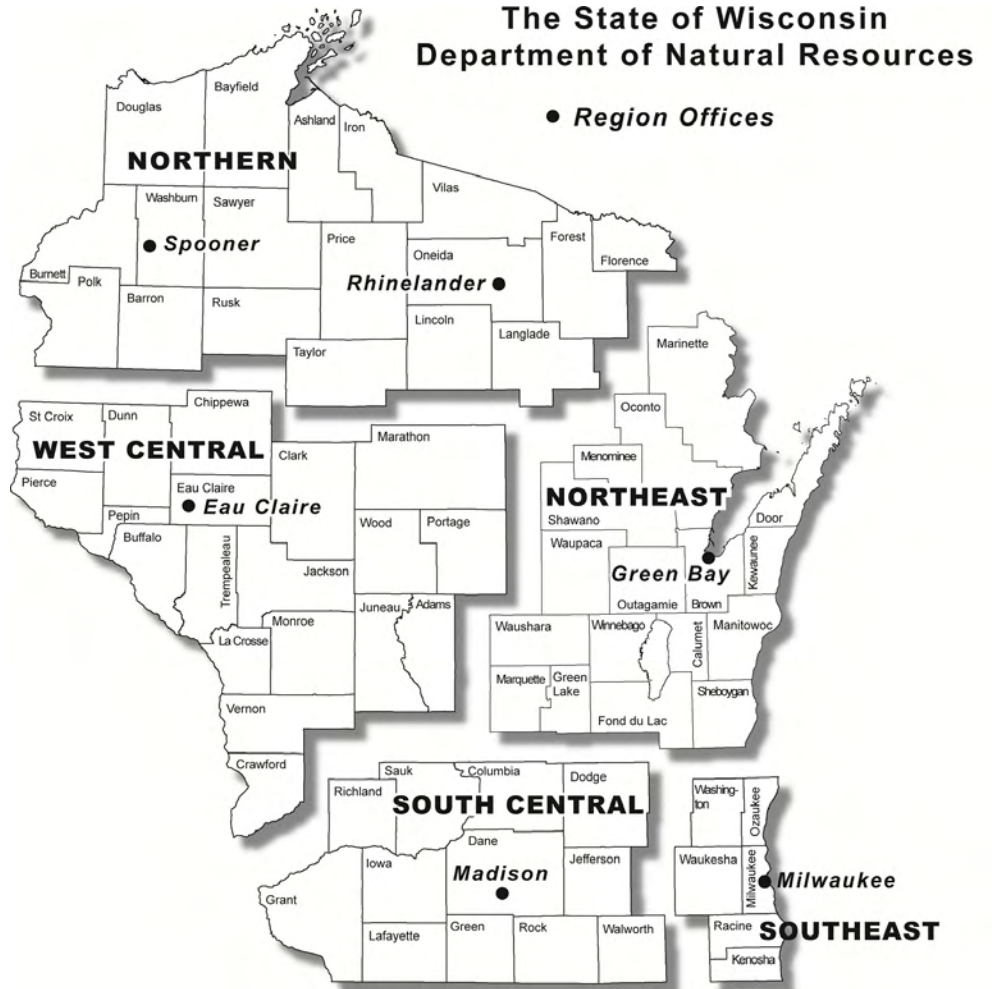 The State of Wisconsin
Department of Natural Resources
Region Offices
Bayfield
Douglas
Ashland
Iron
NORTHERN
Vilas
Washburn
Sawyer
Spooner
Price
Forest
Oneida
Florence
Burnett
Polk
Rhinelander
Barron
Rusk
Lincoln
Langlade
Taylor
Marinette
Chippewa
St Croix
Dunn
Oconto
WEST CENTRAL
Clark
Marathon
Menominee
Pierce
Eau Claire
Eau Claire
NORTHEAST
Pepin
Wood
Portage
Shawano
Door
Buffalo
Waupaca
Trempealeau
Kewaunee
Jackson
Green Bay
Juneau
Adams
Outagamie
Brown
Monroe
La Crosse
Waushara
Winnebago
Calumet
Manitowoc
Marquette
Green
Lake
Sheboygan
Vernon
Fond du Lac
Crawford
Sauk
Columbia
Dodge
Richland
SOUTH CENTRAL
Washing-
ton
Ozaukee
Dane
Iowa
Jefferson
Waukesha
Milwaukee
Madison
Milwaukee
Grant
Lafayette
Green
Rock
Walworth
Racine
SOUTHEAST
Kenosha